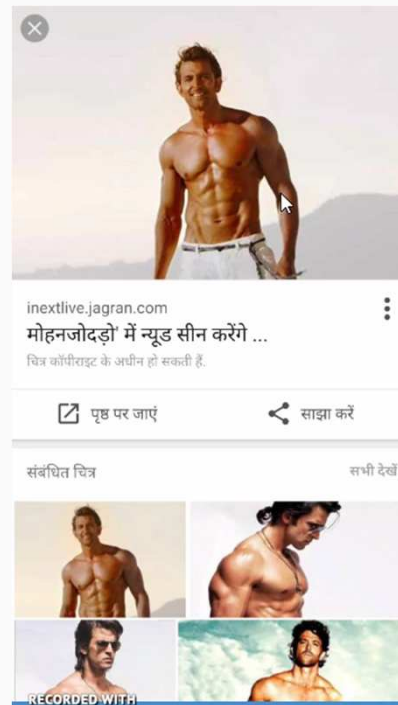 inextlive.jagran.com
मोहनजोदड़ो' में न्यूड सीन करेंगे ...
चित्र कॉपीराइट के अधीन हो सकती हैं.
पृष्ठ पर जाएं
साझा करें
संबंधित चित्र
सभी देखें
RECORDED WITH